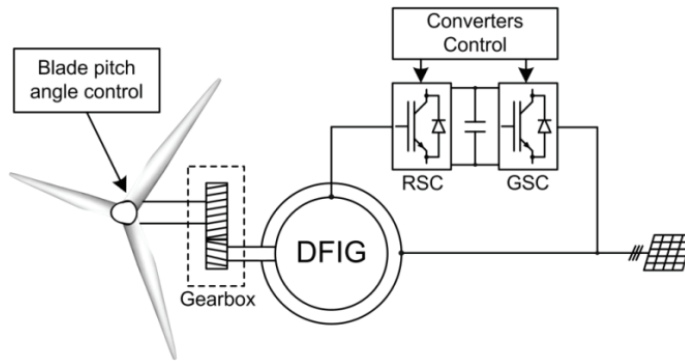 Converters
Control
Blade pitch
angle control
RSC
GSC
DFIG
Gearbox